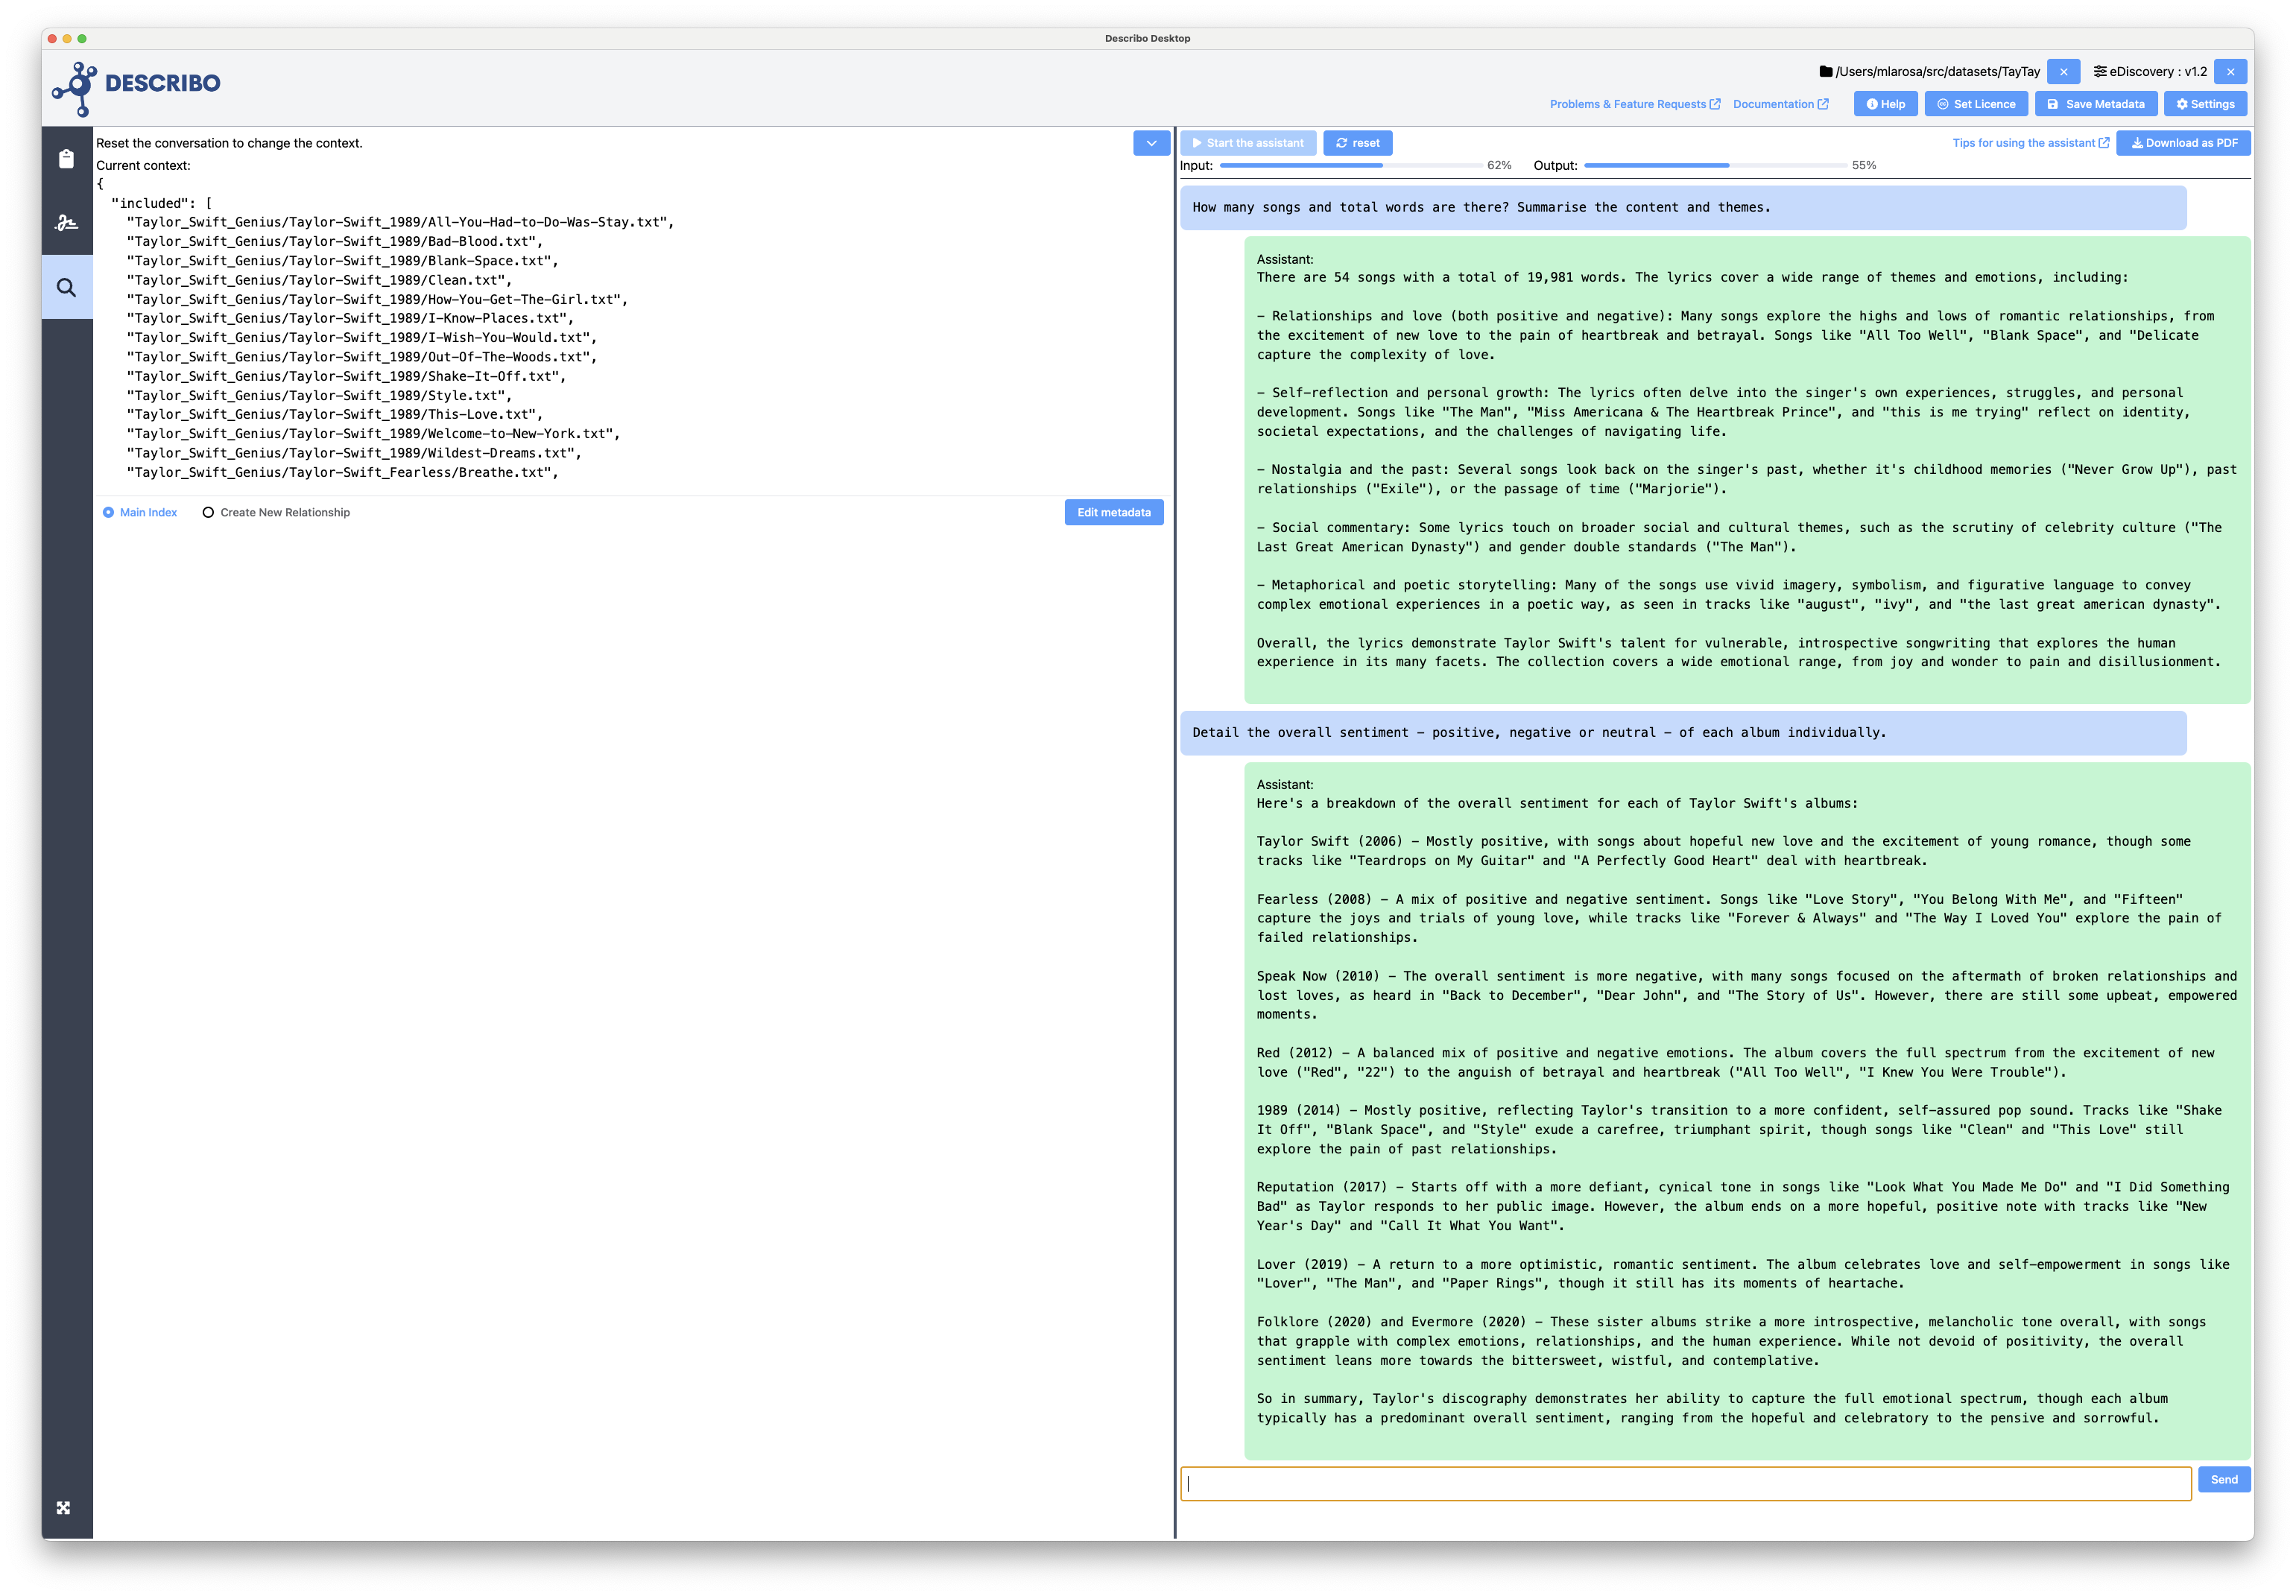 Describo Desktop
DESCRIBO
/Users/mlarosa/src/datasets/TayTay
eDiscovery : v1.2
Problems & Feature Requests
Documentation
Help
Set Licence
Save Metadata
Settings
Reset the conversation to change the context.
Current context:
{
"included": [
"Taylor_Swift_Genius/Taylor-Swift_1989/All-You-Had-to-Do-Was-Stay.txt",
"Taylor_Swift_Genius/Taylor-Swift_1989/Bad-Blood.txt",
"Taylor_Swift_Genius/Taylor-Swift_1989/Blank-Space.txt",
"Taylor_Swift_Genius/Taylor-Swift_1989/Clean.txt",
"Taylor_Swift_Genius/Taylor-Swift_1989/How-You-Get-The-Girl.txt",
"Taylor_Swift_Genius/Taylor-Swift_1989/I-Know-Places.txt",
"Taylor_Swift_Genius/Taylor-Swift_1989/I-Wish-You-Would.txt",
"Taylor_Swift_Genius/Taylor-Swift_1989/Out-Of-The-Woods.txt",
"Taylor_Swift_Genius/Taylor-Swift_1989/Shake-It-Off.txt",
"Taylor_Swift_Genius/Taylor-Swift_1989/Style.txt",
"Taylor_Swift_Genius/Taylor-Swift_1989/This-Love.txt",
"Taylor_Swift_Genius/Taylor-Swift_1989/Welcome-to-New-York.txt",
"Taylor_Swift_Genius/Taylor-Swift_1989/Wildest-Dreams.txt",
"Taylor_Swift_Genius/Taylor-Swift_Fearless/Breathe.txt",
Main Index
Create New Relationship
Edit metadata
Start the assistant
reset
Tips for using the assistant
Download as PDF
Input: 62% Output: 55%
How many songs and total words are there? Summarise the content and themes.
Assistant:
There are 54 songs with a total of 19,981 words. The lyrics cover a wide range of themes and emotions, including:
- Relationships and love (both positive and negative): Many songs explore the highs and lows of romantic relationships, from
the excitement of new love to the pain of heartbreak and betrayal. Songs like "All Too Well", "Blank Space", and "Delicate
capture the complexity of love.
- Self-reflection and personal growth: The lyrics often delve into the singer's own experiences, struggles, and personal
development. Songs like "The Man", "Miss Americana & The Heartbreak Prince", and "this is me trying" reflect on identity,
societal expectations, and the challenges of navigating life.
- Nostalgia and the past: Several songs look back on the singer's past, whether it's childhood memories ("Never Grow Up"), past
relationships ("Exile"), or the passage of time ("Marjorie").
- Social commentary: Some lyrics touch on broader social and cultural themes, such as the scrutiny of celebrity culture ("The
Last Great American Dynasty") and gender double standards ("The Man").
- Metaphorical and poetic storytelling: Many of the songs use vivid imagery, symbolism, and figurative language to convey
complex emotional experiences in a poetic way, as seen in tracks like "august", "ivy", and "the last great american dynasty".
Overall, the lyrics demonstrate Taylor Swift's talent for vulnerable, introspective songwriting that explores the human
experience in its many facets. The collection covers a wide emotional range, from joy and wonder to pain and disillusionment.
Detail the overall sentiment - positive, negative or neutral - of each album individually.
Assistant:
Here's a breakdown of the overall sentiment for each of Taylor Swift's albums:
Taylor Swift (2006) - Mostly positive, with songs about hopeful new love and the excitement of young romance, though some
tracks like "Teardrops on My Guitar" and "A Perfectly Good Heart" deal with heartbreak.
Fearless (2008) - A mix of positive and negative sentiment. Songs like "Love Story", "You Belong With Me", and "Fifteen"
capture the joys and trials of young love, while tracks like "Forever & Always" and "The Way I Loved You" explore the pain of
failed relationships.
Speak Now (2010) - The overall sentiment is more negative, with many songs focused on the aftermath of broken relationships and
lost loves, as heard in "Back to December", "Dear John", and "The Story of Us". However, there are still some upbeat, empowered
moments.
Red (2012) - A balanced mix of positive and negative emotions. The album covers the full spectrum from the excitement of new
love ("Red", "22") to the anguish of betrayal and heartbreak ("All Too Well", "I Knew You Were Trouble").
1989 (2014) - Mostly positive, reflecting Taylor's transition to a more confident, self-assured pop sound. Tracks like "Shake
It Off", "Blank Space", and "Style" exude a carefree, triumphant spirit, though songs like "Clean" and "This Love" still
explore the pain of past relationships.
Reputation (2017) - Starts off with a more defiant, cynical tone in songs like "Look What You Made Me Do" and "I Did Something
Bad" as Taylor responds to her public image. However, the album ends on a more hopeful, positive note with tracks like "New
Year's Day" and "Call It What You Want".
Lover (2019) - A return to a more optimistic, romantic sentiment. The album celebrates love and self-empowerment in songs like
"Lover", "The Man", and "Paper Rings", though it still has its moments of heartache.
Folklore (2020) and Evermore (2020) - These sister albums strike a more introspective, melancholic tone overall, with songs
that grapple with complex emotions, relationships, and the human experience. While not devoid of positivity, the overall
sentiment leans more towards the bittersweet, wistful, and contemplative.
So in summary, Taylor's discography demonstrates her ability to capture the full emotional spectrum, though each album
typically has a predominant overall sentiment, ranging from the hopeful and celebratory to the pensive and sorrowful.
Send